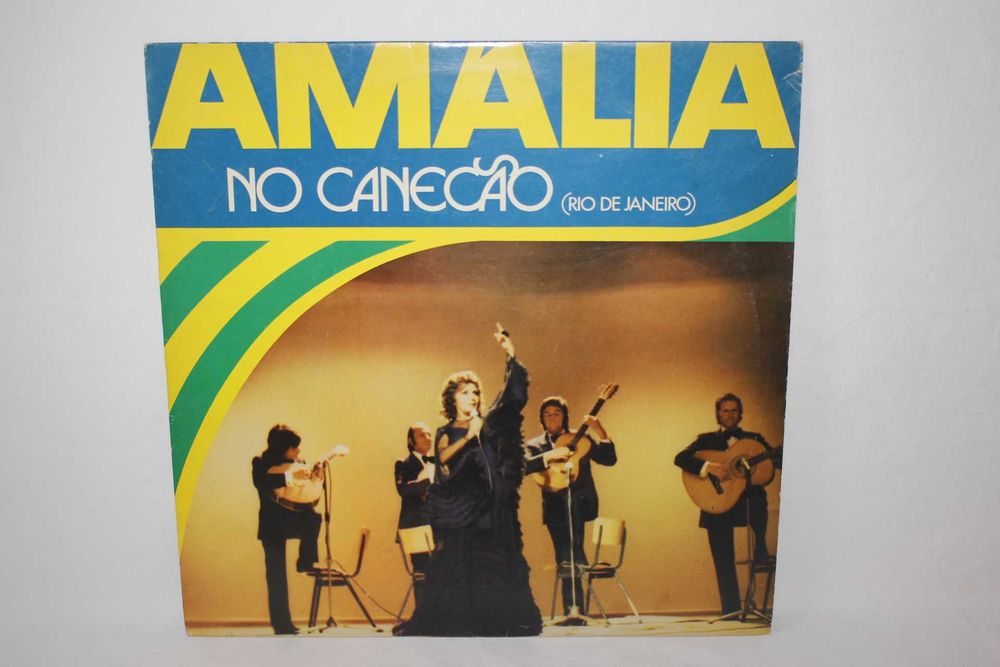 AMÁLIA
NO CANECÃO (RIO DE JANEIRO)